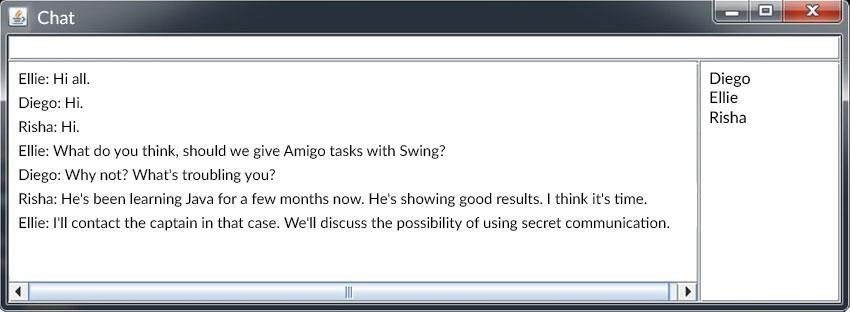 Chat
Ellie: Hi all.
Diego: Hi.
Risha: Hi.
Ellie: What do you think, should we give Amigo tasks with Swing?
Diego: Why not? What's troubling you?
Risha: He's been learning Java for a few months now. He's showing good results. I think it's time.
Ellie: I'll contact the captain in that case. We'll discuss the possibility of using secret communication.
Diego
Ellie
Risha